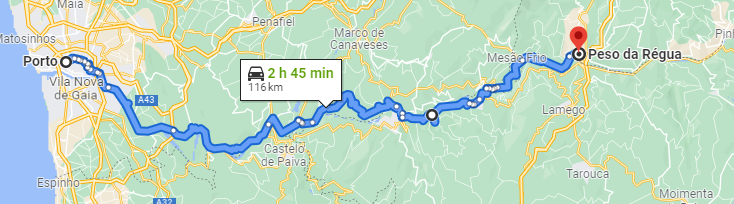 Maia
Penafiel
Matosinhos
Marco de
Canaveses
Porto
Mesão Frio
Peso da Régua
Vila Nova
de Gaia
A43
2 h 45 min
116 km
Lamego
Castelo
de Paiva
Espinho
Tarouca
A32
Moimenta